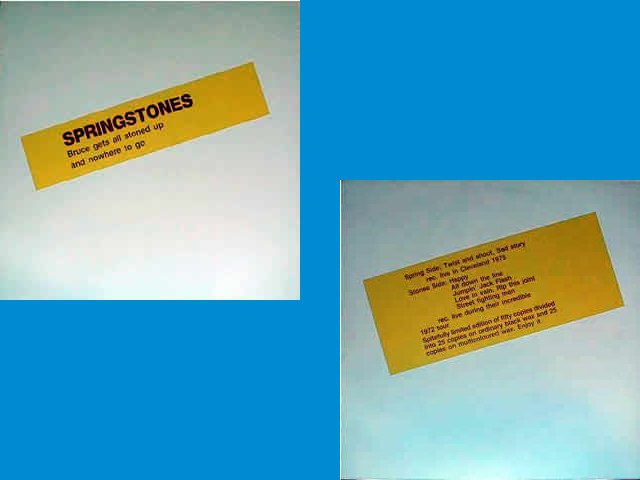 SPRINGSTONES
Bruce gets all stoned up
and nowhere to go
Spring Side: Twist and shout, Sad story
rec. live in Cleveland 1975
Stones Side: Happy
All down the line
Jumpin' Jack Flash
Love in vain, Rip this joint
Street fighting man
rec. live during their incredible
1972 tour
Spitefully limited edition of fifty copies divided
into 25 copies on ordinary black wax and 25
copies on multicoloured wax. Enjoy it